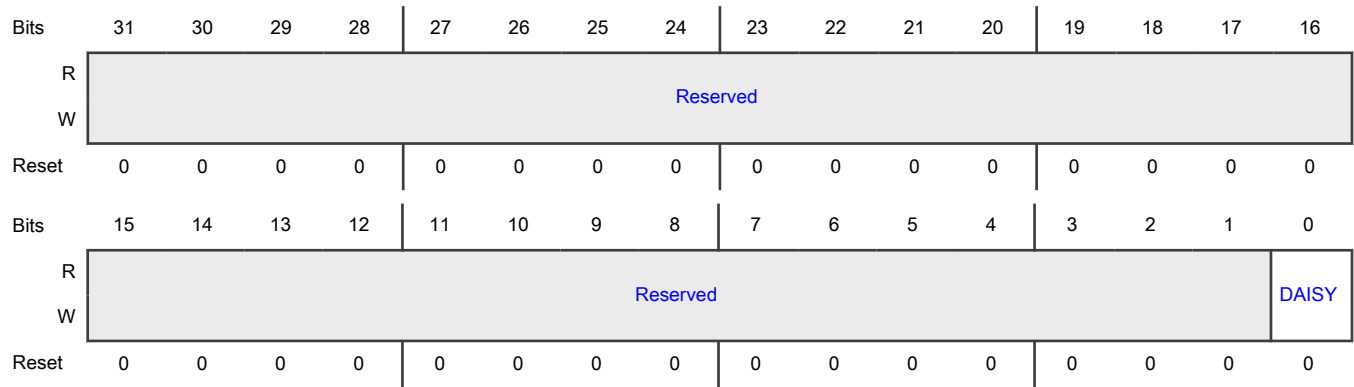 Bits 31 30 29 28 27 26 25 24 23 22 21 20 19 18 17 16
R
Reserved
W
Reset 0 0 0 0 0 0 0 0 0 0 0 0 0 0 0 0
Bits 15 14 13 12 11 10 9 8 7 6 5 4 3 2 1 0
R
Reserved DAISY
W
Reset 0 0 0 0 0 0 0 0 0 0 0 0 0 0 0 0